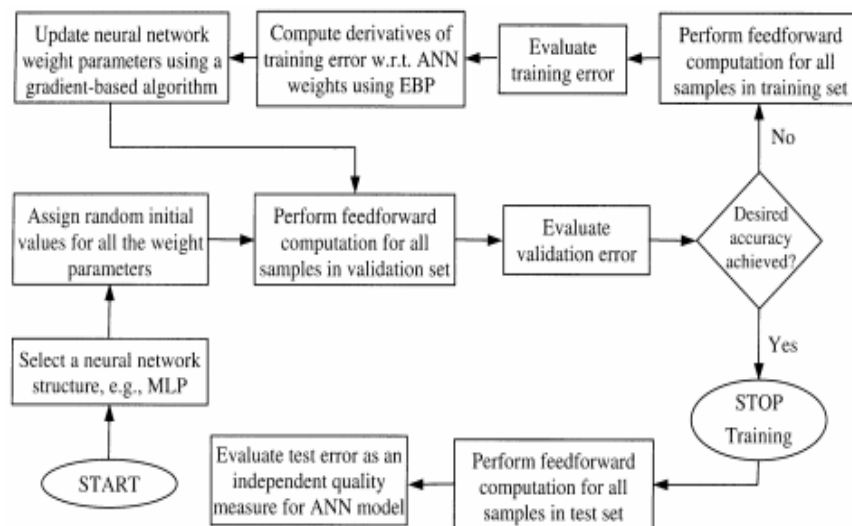 Update neural network
weight parameters using a
gradient-based algorithm
Compute derivatives of
training error w.r.t. ANN
weights using EBP
Evaluate
training error
Perform feedforward
computation for all
samples in training set
No
Assign random initial
values for all the weight
parameters
Perform feedforward
computation for all
samples in validation set
Evaluate
validation error
Desired
accuracy
achieved?
Select a neural network
structure, e.g., MLP
Yes
STOP
Training
START
Evaluate test error as an
independent quality
measure for ANN model
Perform feedforward
computation for all
samples in test set